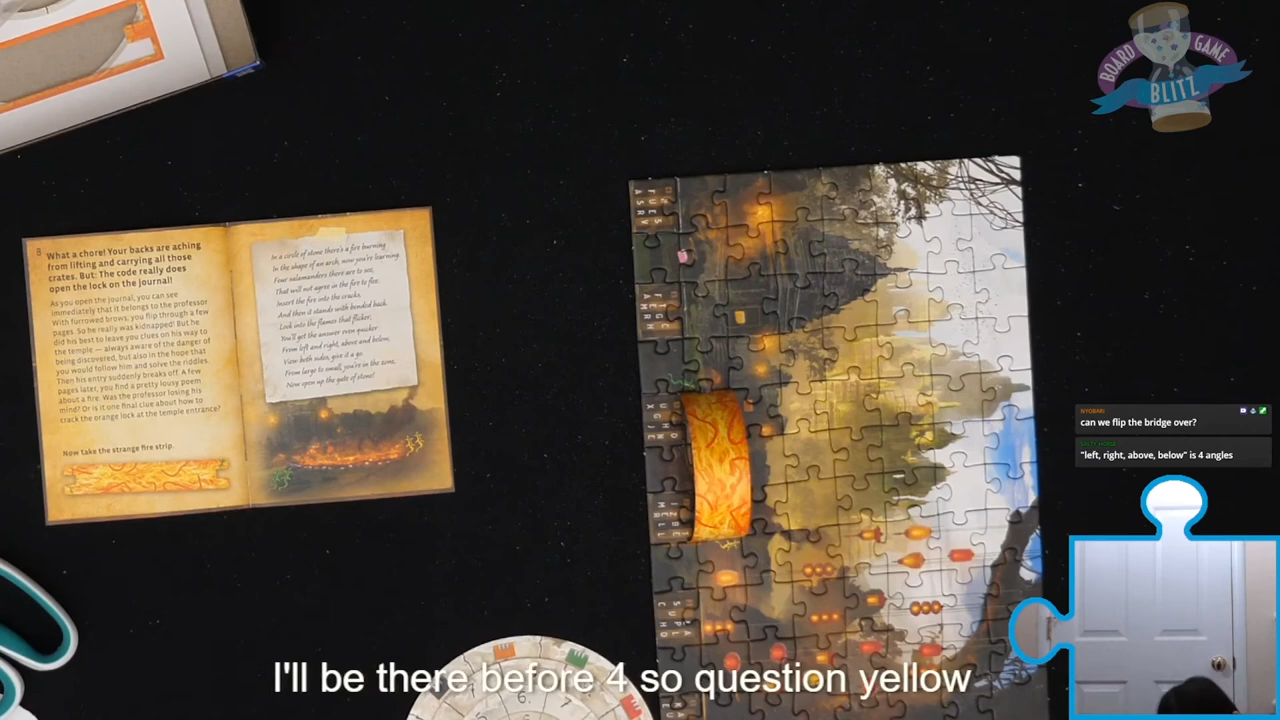 BOARD GAME
BLITZ
8 What a chore! Your backs are aching
from lifting and carrying all those
crates. But: The code really does
open the lock on the journal!
As you open the journal, you can see
immediately that it belongs to the professor.
With furrowed brows, you flip through a few
pages. So he really was kidnapped! But he
did his best to leave you clues on his way to
the temple — always aware of the danger of
being discovered, but also in the hope that
you would follow him and solve the riddles.
Then his entry suddenly breaks off. A few
pages later, you find a pretty lousy poem
about a fire. Was the professor losing his
mind? Or is it one final clue about how to
crack the orange lock at the temple entrance?
Now take the strange fire strip.
In a circle of stone there's a fire burning
In the shape of an arch, now you're learning.
Four salamanders there are to see,
That will not agree in the fire to flee.
Insert the fire into the cracks,
And then it stands with bended back.
Look into the flames that flicker,
You'll get the answer even quicker.
From left and right, above and below,
View both sides, give it a go.
From large to small, you're in the zone,
Now open up the gate of stone!
NYOBARI
can we flip the bridge over?
"left, right, above, below" is 4 angles
I'll be there before 4 so question yellow